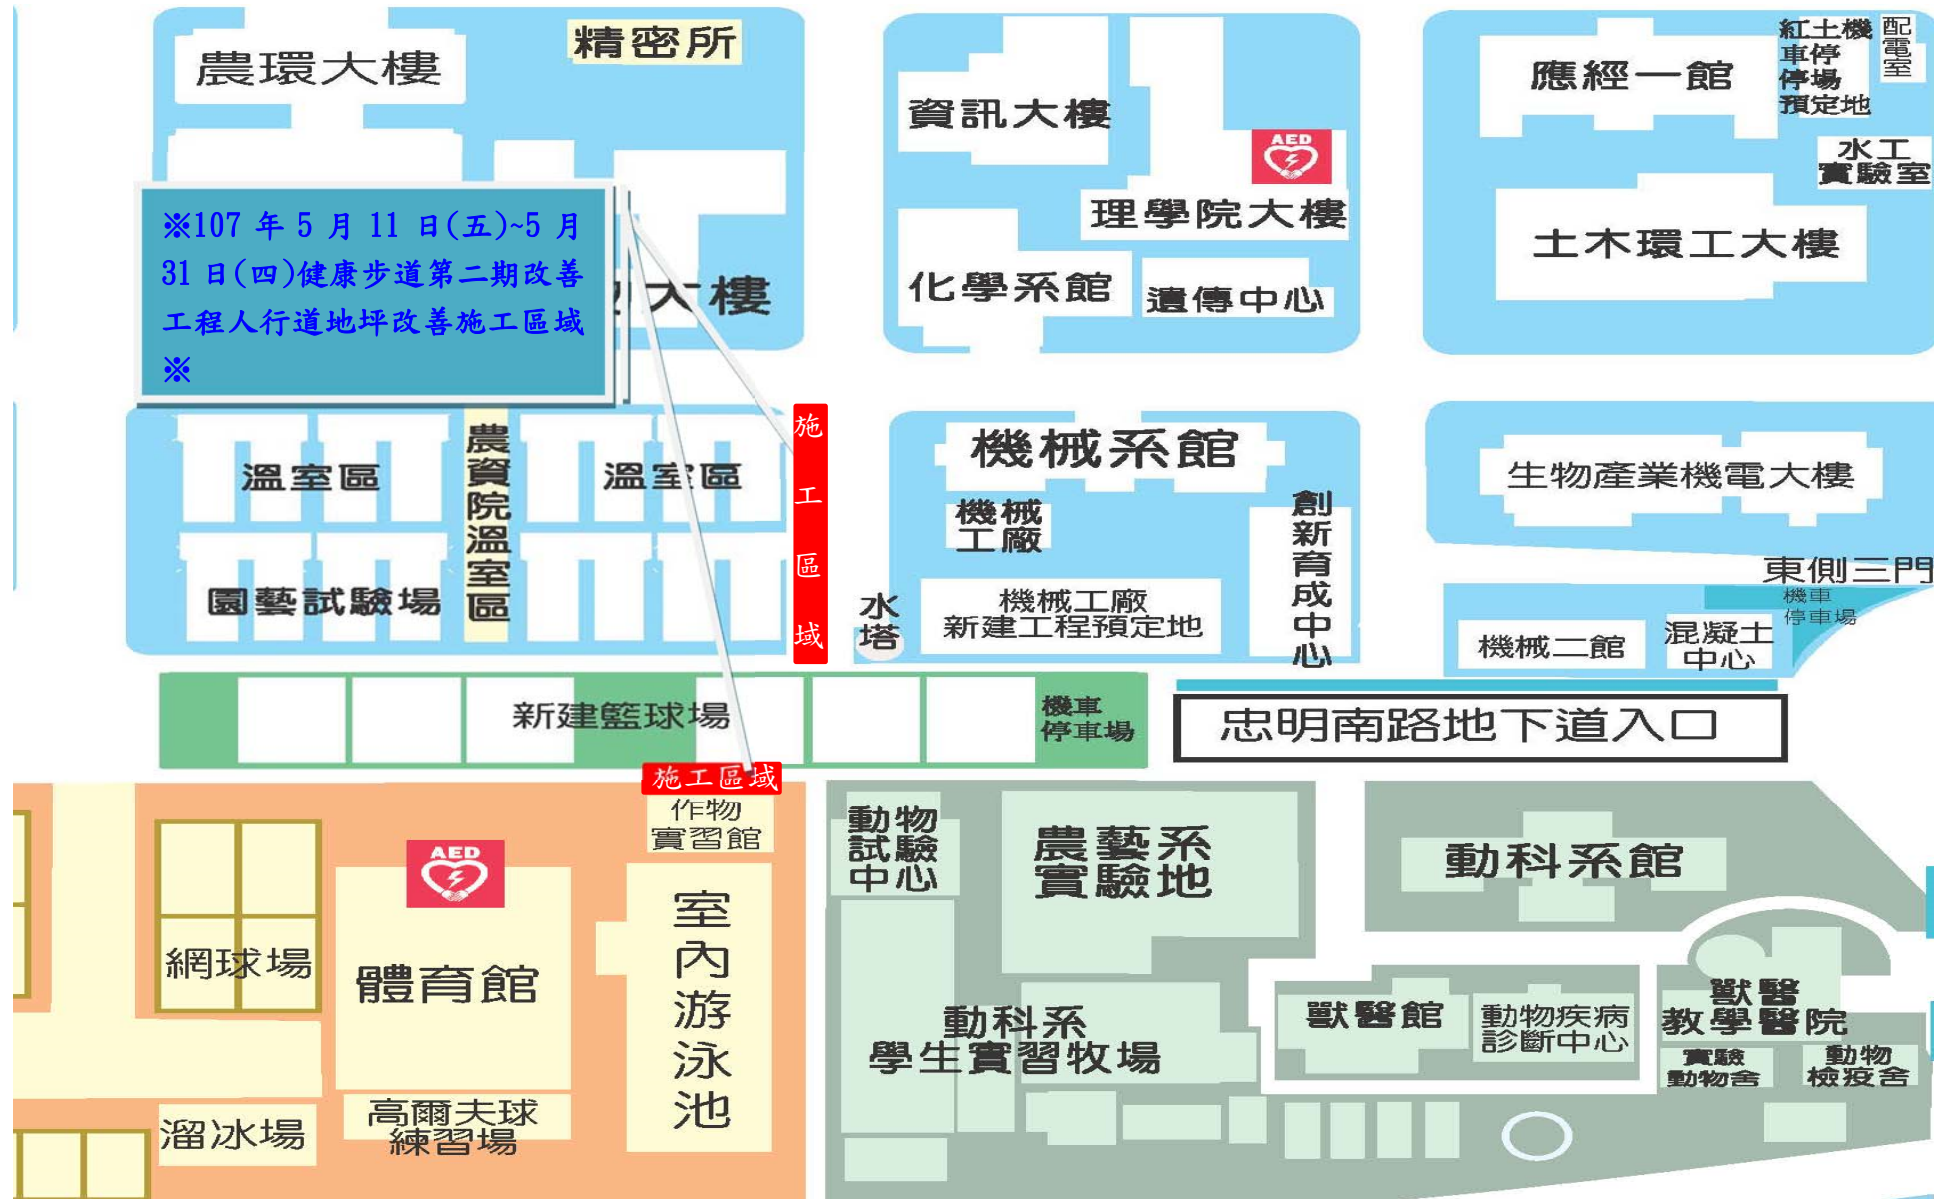 農環大樓
精密所
資訊大樓
AED
理學院大樓
化學系館
遺傳中心
應經一館
紅土機
車停
停場
預定地
配
電
室
水工
實驗室
土木環工大樓
※107 年 5 月 11 日(五)~5 月
31 日(四)健康步道第二期改善
工程人行道地坪改善施工區域
※
大樓
溫室區
農
資
院
溫
室
區
溫室區
園藝試驗場
施
工
區
域
機械系館
機械
工廠
創
新
育
成
中
心
水
塔
機械工廠
新建工程預定地
生物產業機電大樓
東側三門
機車
停車場
機械二館
混凝土
中心
新建籃球場
機車
停車場
忠明南路地下道入口
施工區域
作物
實習館
AED
網球場
體育館
室
內
游
泳
池
溜冰場
高爾夫球
練習場
動物
試驗
中心
農藝系
實驗地
動科系館
動科系
學生實習牧場
獸醫館
動物疾病
診斷中心
獸醫
教學醫院
實驗
動物舍
動物
檢疫舍